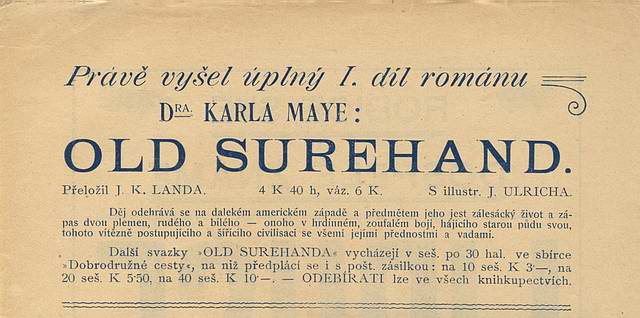 Právě vyšel úplný I. díl románu
DRA. KARLA MAYE:
OLD SUREHAND.
Přeložil J. K. LANDA. 4 K 40 h, váz. 6 K. S illustr. J. ULRICHA.
Děj odehrává se na dalekém americkém západě a předmětem jeho jest zálesácký život a zá-
pas dvou plemen, rudého a bílého — onoho v hrdinném, zoufalém boji, hájícího starou půdu svou,
tohoto vítězně postupujícího a šířícího civilisaci se všemi jejími přednostmi a vadami.
Další svazky »OLD SUREHANDA« vycházejí v seš. po 30 hal. ve sbírce
»Dobrodružné cesty«, na niž předplácí se i s pošt. zásilkou: na 10 seš. K 3·—, na
20 seš. K 5·50, na 40 seš. K 10·—. — ODEBÍRATI lze ve všech knihkupectvích.